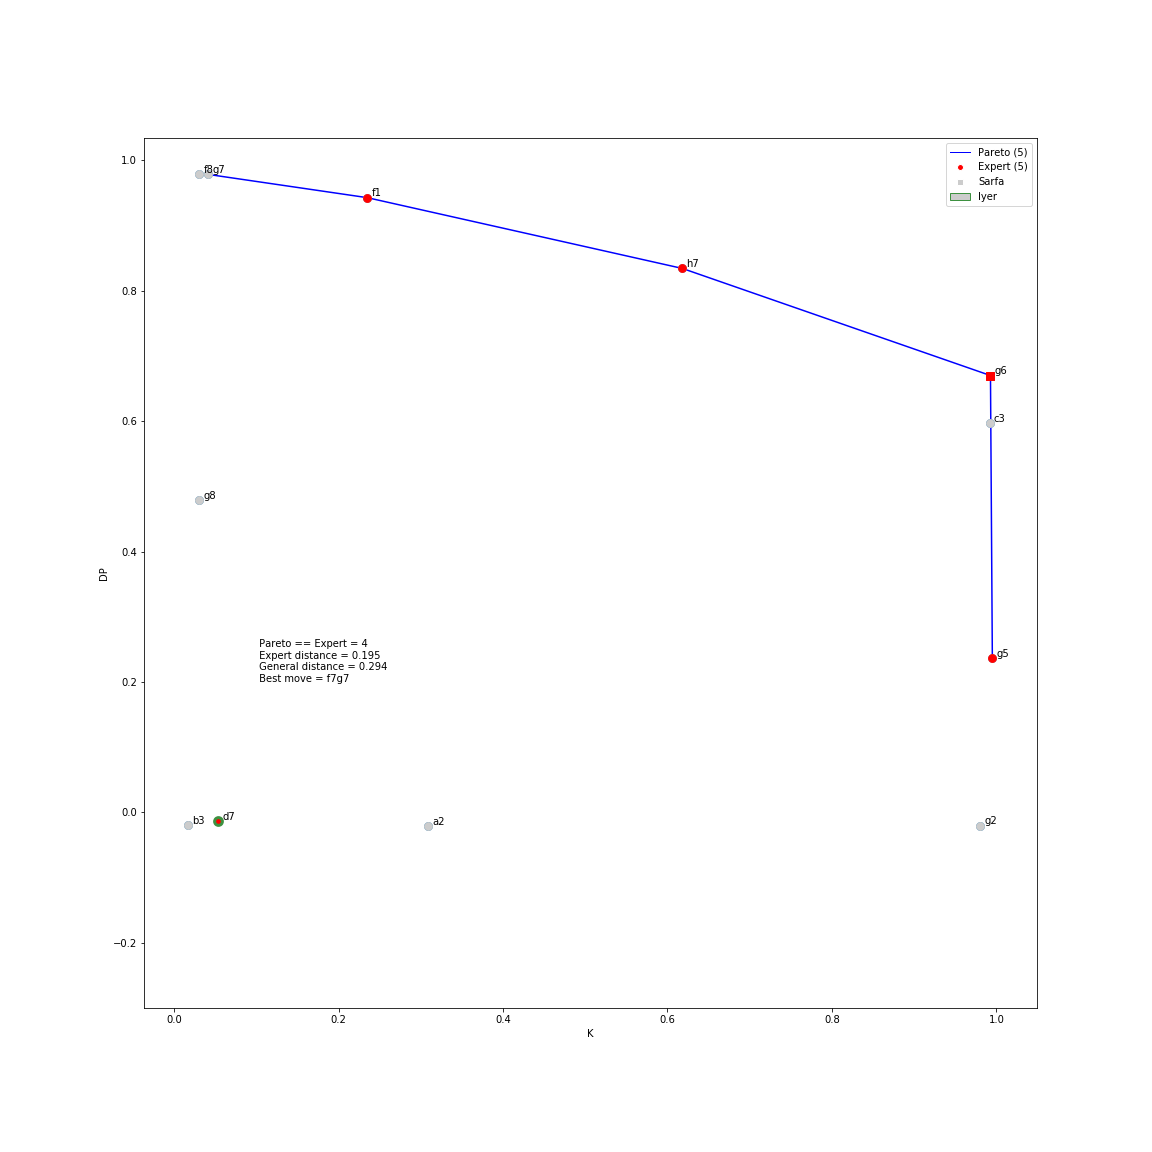 1.0
0.8
0.6
0.4
0.2
0.0
−0.2
DP
0.0
0.2
0.4
0.6
0.8
1.0
K
Pareto (5)
Expert (5)
Sarfa
Iyer
g7
f1
h7
g6
c3
g8
g5
Pareto == Expert = 4
Expert distance = 0.195
General distance = 0.294
Best move = f7g7
b3
d7
a2
g2